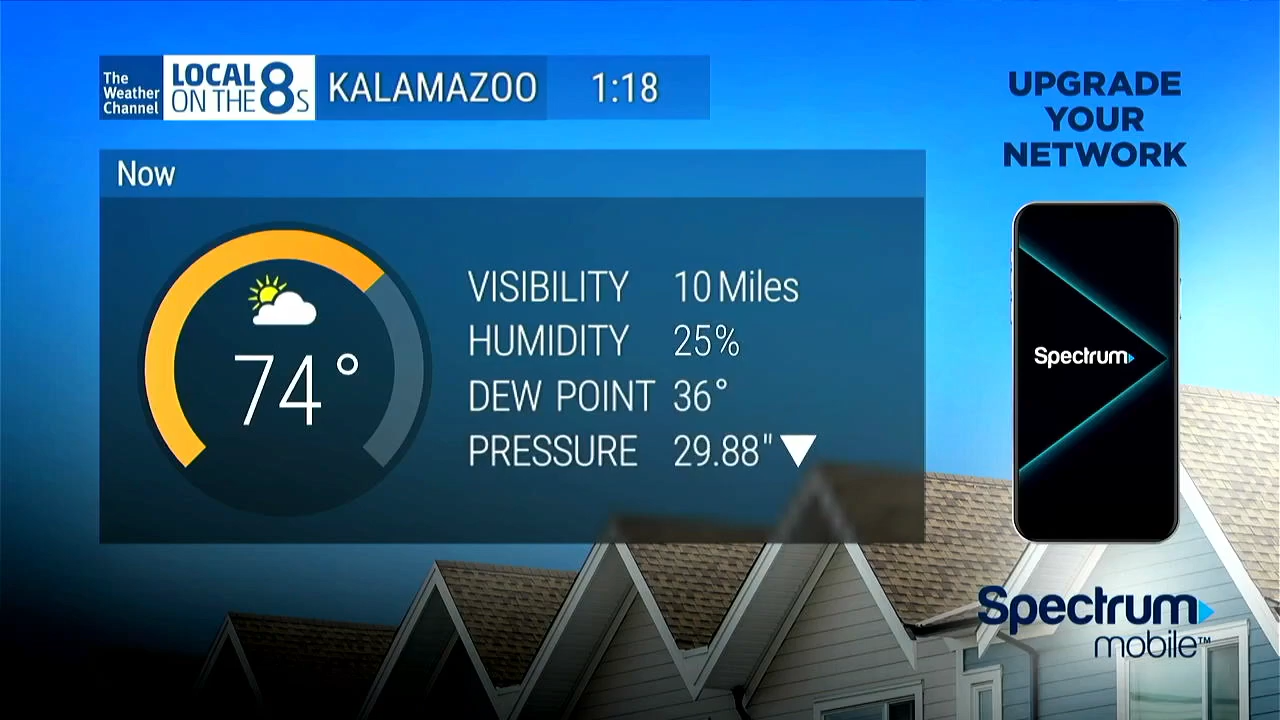 The
Weather
Channel
LOCAL
ON THE 8s
KALAMAZOO
1:18
Now
74°
VISIBILITY 10 Miles
HUMIDITY 25%
DEW POINT 36°
PRESSURE 29.88"
UPGRADE
YOUR
NETWORK
Spectrum
Spectrum
mobile™